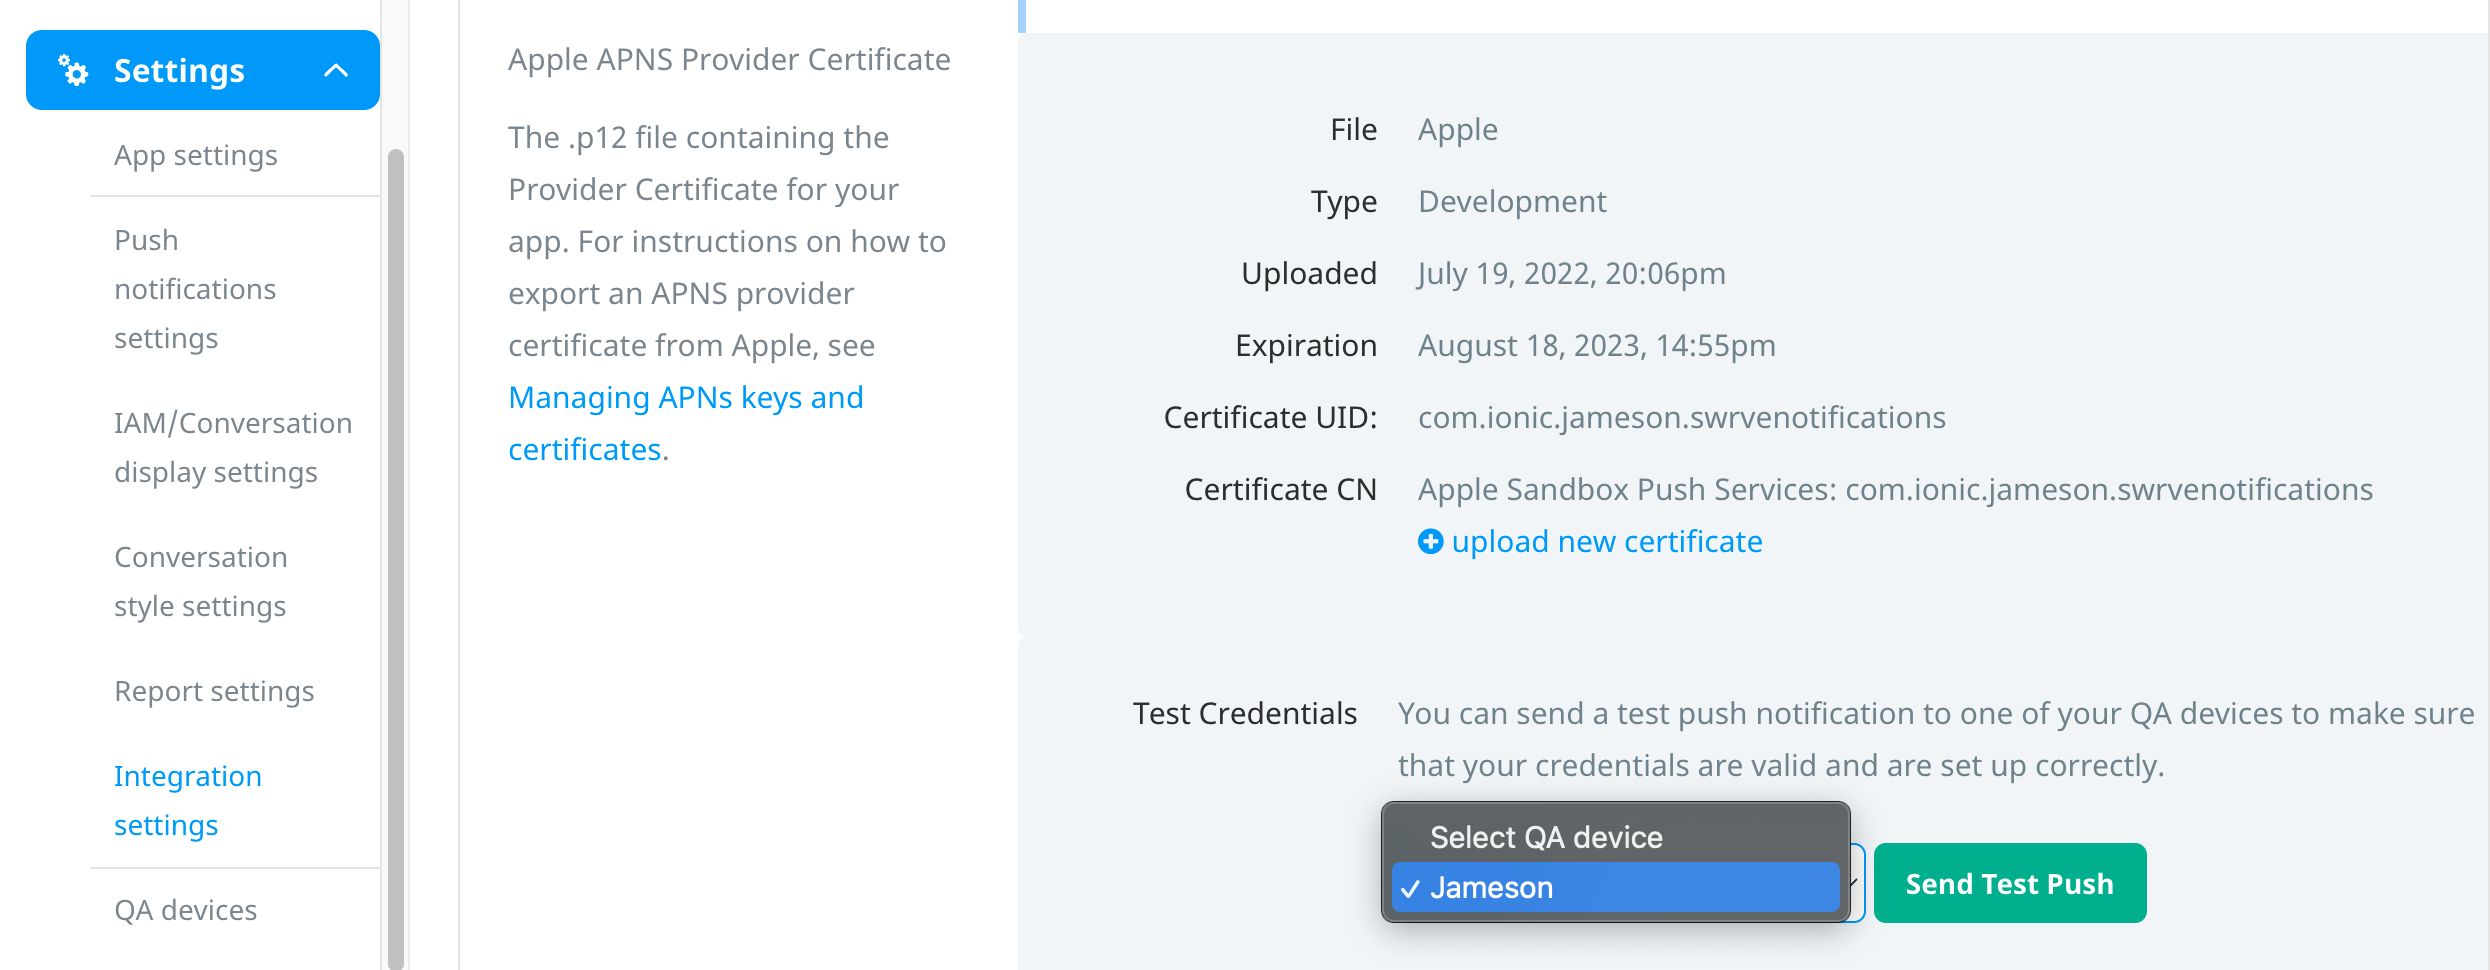 Settings
App settings
Push
notifications
settings
IAM/Conversation
display settings
Conversation
style settings
Report settings
Integration
settings
QA devices
Apple APNS Provider Certificate
The .p12 file containing the
Provider Certificate for your
app. For instructions on how to
export an APNS provider
certificate from Apple, see
Managing APNs keys and
certificates.
File Apple
Type Development
Uploaded July 19, 2022, 20:06pm
Expiration August 18, 2023, 14:55pm
Certificate UID: com.ionic.jameson.swrvenotifications
Certificate CN Apple Sandbox Push Services: com.ionic.jameson.swrvenotifications
upload new certificate
Test Credentials You can send a test push notification to one of your QA devices to make sure
that your credentials are valid and are set up correctly.
Select QA device
Jameson
Send Test Push